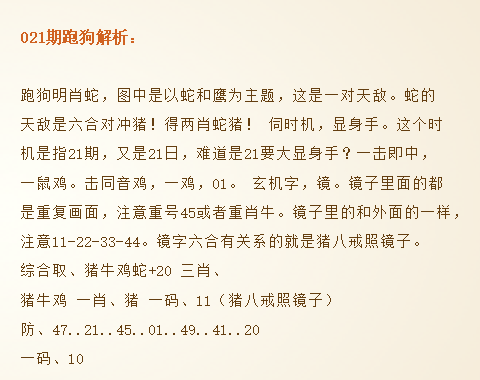 021期跑狗解析：
跑狗明肖蛇，图中是以蛇和鹰为主题，这是一对天敌。蛇的
天敌是六合对冲猪！得两肖蛇猪！ 伺时机，显身手。这个时
机是指21期，又是21日，难道是21要大显身手？一击即中，
一鼠鸡。击同音鸡，一鸡，01。 玄机字，镜。镜子里面的都
是重复画面，注意重号45或者重肖牛。镜子里的和外面的一样，
注意11-22-33-44。镜字六合有关系的就是猪八戒照镜子。
综合取、猪牛鸡蛇+20 三肖、
猪牛鸡 一肖、猪 一码、11（猪八戒照镜子）
防、47..21..45..01..49..41..20
一码、10